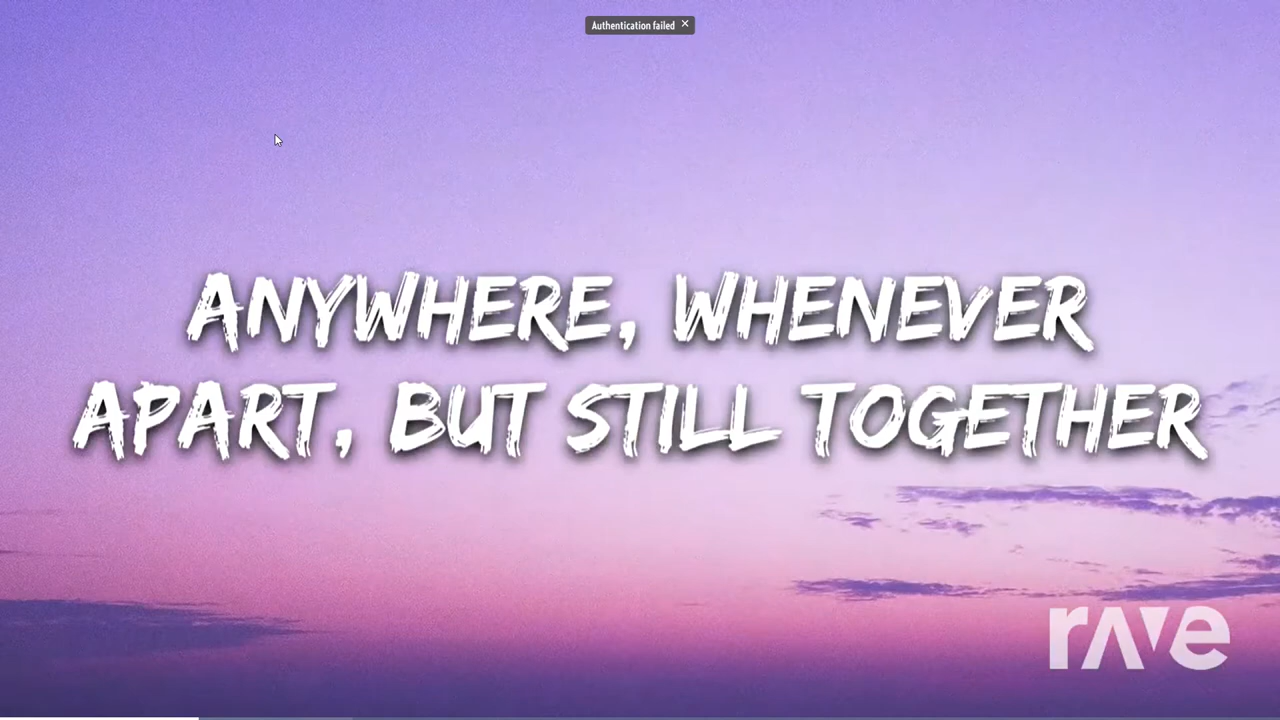 Authentication failed
ANYWHERE, WHENEVER
APART, BUT STILL TOGETHER
rave